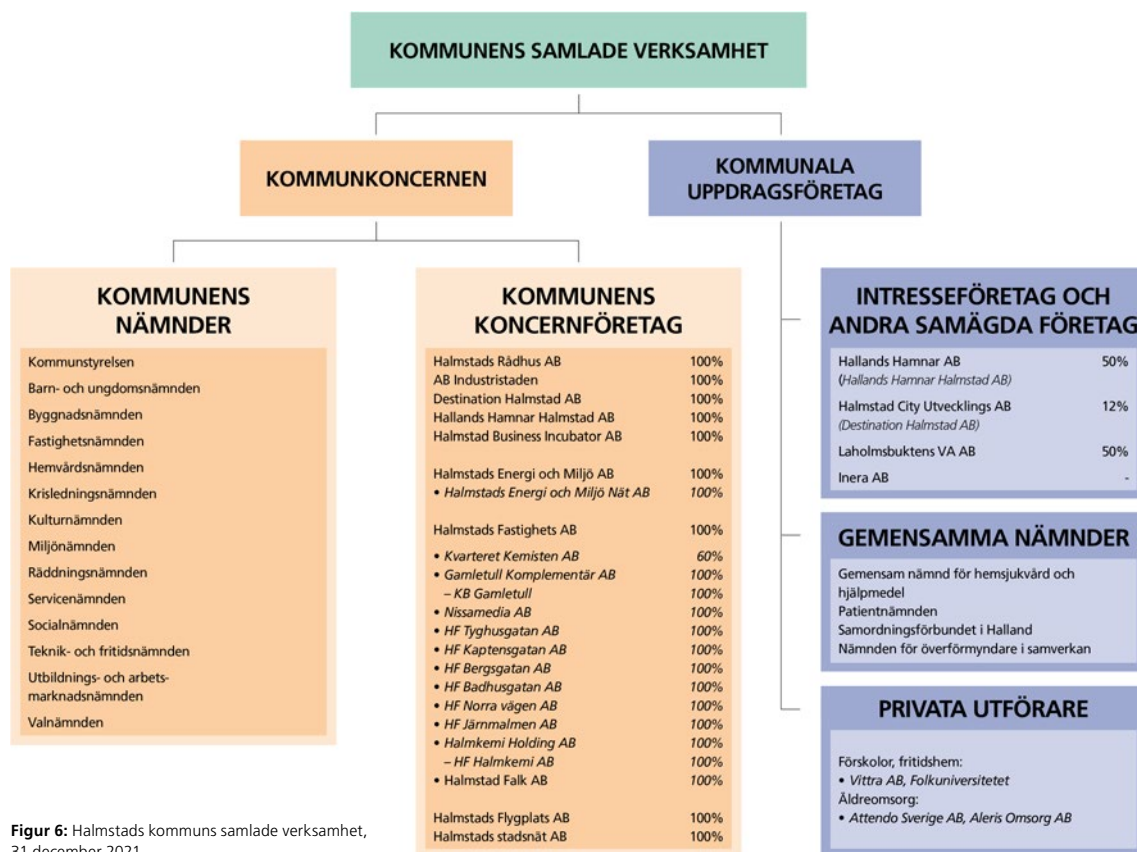 KOMMUNENS SAMLADE VERKSAMHET
KOMMUNKONCERNEN
KOMMUNALA
UPPDRAGSFÖRETAG
KOMMUNENS
NÄMNDER
Kommunstyrelsen
Barn- och ungdomsnämnden
Byggnadsnämnden
Fastighetsnämnden
Hemvårdsnämnden
Krisledningsnämnden
Kulturnämnden
Miljönämnden
Räddningsnämnden
Servicenämnden
Socialnämnden
Teknik- och fritidsnämnden
Utbildnings- och arbets-
marknadsnämnden
Valnämnden
KOMMUNENS
KONCERNFÖRETAG
Halmstads Rådhus AB 100%
AB Industristaden 100%
Destination Halmstad AB 100%
Hallands Hamnar Halmstad AB 100%
Halmstad Business Incubator AB 100%
Halmstads Energi och Miljö AB 100%
• Halmstads Energi och Miljö Nät AB 100%
Halmstads Fastighets AB 100%
• Kvarteret Kemisten AB 60%
• Gamletull Komplementär AB 100%
– KB Gamletull 100%
• Nissamedia AB 100%
• HF Tyghusgatan AB 100%
• HF Kaptensgatan AB 100%
• HF Bergsgatan AB 100%
• HF Badhusgatan AB 100%
• HF Norra vägen AB 100%
• HF Järnmalmen AB 100%
• Halmkemi Holding AB 100%
– HF Halmkemi AB 100%
• Halmstad Falk AB 100%
Halmstads Flygplats AB 100%
Halmstads stadsnät AB 100%
INTRESSEFÖRETAG OCH
ANDRA SAMÄGDA FÖRETAG
Hallands Hamnar AB 50%
(Hallands Hamnar Halmstad AB)
Halmstad City Utvecklings AB 12%
(Destination Halmstad AB)
Laholmsbuktens VA AB 50%
Inera AB -
GEMENSAMMA NÄMNDER
Gemensam nämnd för hemsjukvård och
hjälpmedel
Patientnämnden
Samordningsförbundet i Halland
Nämnden för överförmyndare i samverkan
PRIVATA UTFÖRARE
Förskolor, fritidshem:
• Vittra AB, Folkuniversitetet
Äldreomsorg:
• Attendo Sverige AB, Aleris Omsorg AB
Figur 6: Halmstads kommuns samlade verksamhet,
31 december 2021